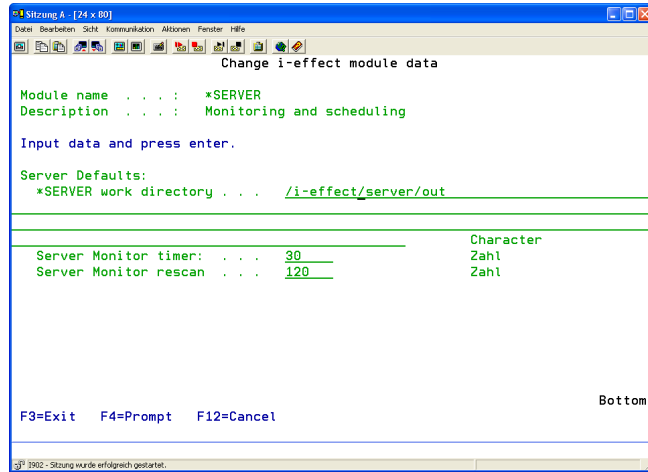 Sitzung A - [24 x 80]
Datei Bearbeiten Sicht Kommunikation Aktionen Fenster Hilfe
Change i-effect module data
Module name . . . : *SERVER
Description . . . : Monitoring and scheduling
Input data and press enter.
Server Defaults:
*SERVER work directory . . . /i-effect/server/out
Character
Server Monitor timer: . . . 30 Zahl
Server Monitor rescan . . . 120 Zahl
Bottom
F3=Exit F4=Prompt F12=Cancel
I902 - Sitzung wurde erfolgreich gestartet.